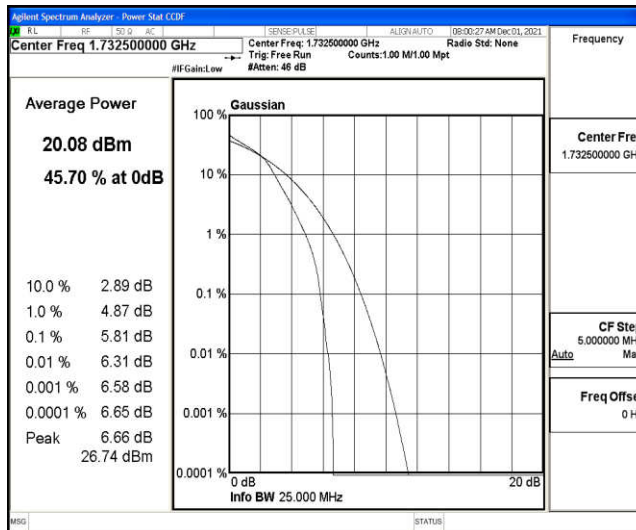 Agilent Spectrum Analyzer - Power Stat CCDF
RL RF 50 Ω AC SENSE:PULSE ALIGN AUTO 08:00:27 AM Dec 01, 2021
Center Freq 1.732500000 GHz
Center Freq: 1.732500000 GHz Radio Std: None
Trig: Free Run Counts:1.00 M/1.00 Mpt
#IFGain:Low #Atten: 46 dB
Frequency
Average Power
20.08 dBm
45.70 % at 0dB
10.0 % 2.89 dB
1.0 % 4.87 dB
0.1 % 5.81 dB
0.01 % 6.31 dB
0.001 % 6.58 dB
0.0001 % 6.65 dB
Peak 6.66 dB
26.74 dBm
Gaussian
100 %
10 %
1 %
0.1 %
0.01 %
0.001 %
0.0001 %
0 dB 20 dB
Info BW 25.000 MHz
Center Fre
1.732500000 GH
CF Ste
5.000000 MH
Auto Ma
Freq Offse
0 H
MSG STATUS